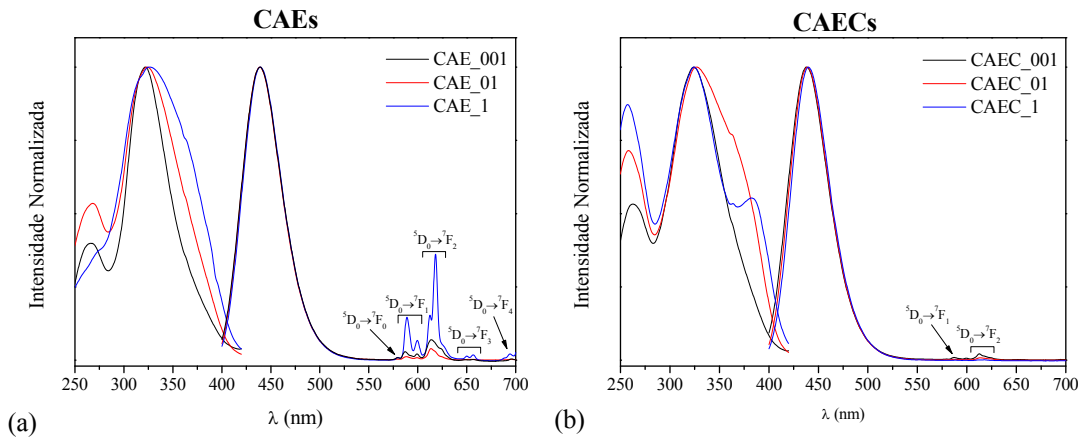 CAEs
CAE_001
CAE_01
CAE_1
Intensidade Normalizada
⁵D₀→⁷F₀
⁵D₀→⁷F₁
⁵D₀→⁷F₂
⁵D₀→⁷F₃
⁵D₀→⁷F₄
250 300 350 400 450 500 550 600 650 700
λ (nm)
(a)
CAECs
CAEC_001
CAEC_01
CAEC_1
Intensidade Normalizada
⁵D₀→⁷F₁
⁵D₀→⁷F₂
250 300 350 400 450 500 550 600 650 700
λ (nm)
(b)